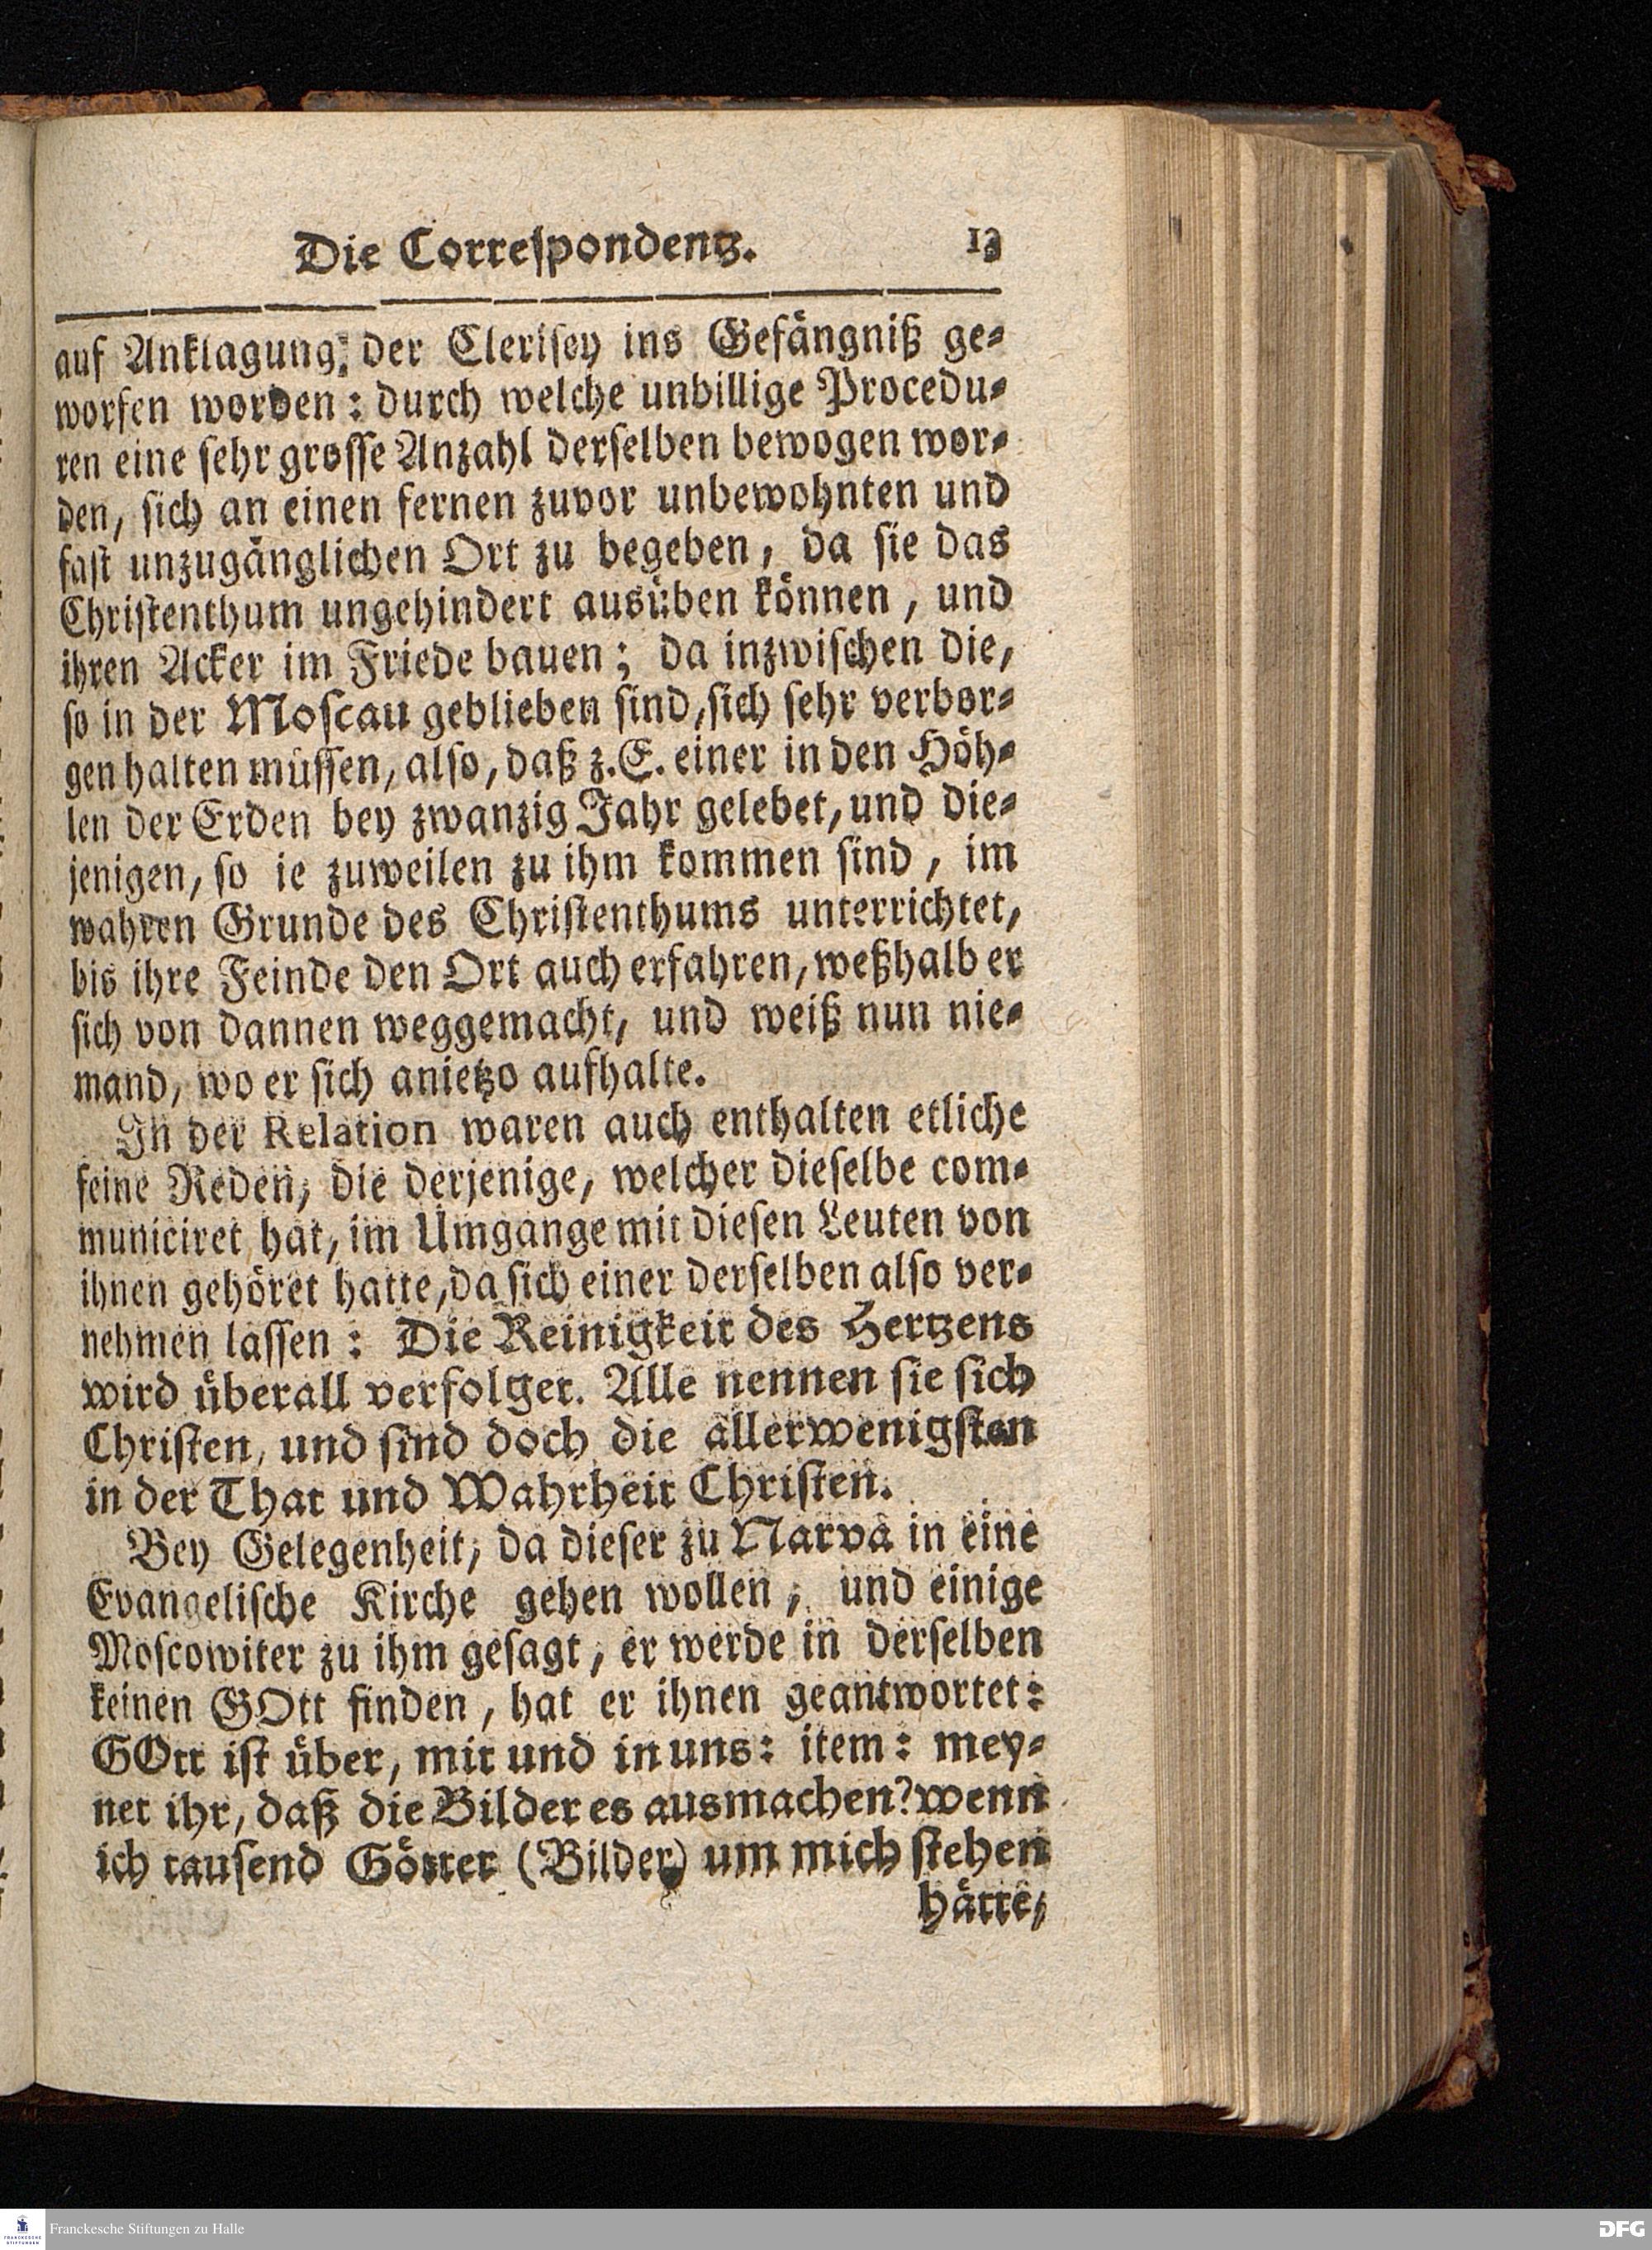 Die Correſpondentz. 13
auf Anklagung der Cleriſey ins Gefängniß ge-
worfen worden: durch welche unbillige Procedu-
ren eine ſehr groſſe Anzahl derſelben bewogen wor-
den, ſich an einen fernen zuvor unbewohnten und
faſt unzugänglichen Ort zu begeben, da ſie das
Chriſtenthum ungehindert ausüben können, und
ihren Acker im Friede bauen; da inzwiſchen die,
ſo in der Moſcau geblieben ſind, ſich ſehr verbor-
gen halten müſſen, alſo, daß z.E. einer in den Höh-
len der Erden bey zwanzig Jahr gelebet, und die-
jenigen, ſo ie zuweilen zu ihm kommen ſind, im
wahren Grunde des Chriſtenthums unterrichtet,
bis ihre Feinde den Ort auch erfahren, weßhalb er
ſich von dannen weggemacht, und weiß nun nie-
mand, wo er ſich anietzo aufhalte.
In der Relation waren auch enthalten etliche
feine Reden, die derjenige, welcher dieſelbe com-
municiret hat, im Umgange mit dieſen Leuten von
ihnen gehöret hatte, da ſich einer derſelben alſo ver-
nehmen laſſen: Die Reinigkeit des Hertzens
wird überall verfolget. Alle nennen ſie ſich
Chriſten, und ſind doch die allerwenigſten
in der That und Wahrheit Chriſten.
Bey Gelegenheit, da dieſer zu Narva in eine
Evangeliſche Kirche gehen wollen, und einige
Moſcowiter zu ihm geſagt, er werde in derſelben
keinen GOtt finden, hat er ihnen geantwortet:
GOtt iſt über, mit und in uns: item: mey-
net ihr, daß die Bilder es ausmachen? wenn
ich tauſend Götter (Bilder) um mich ſtehen
hätte,
Franckesche Stiftungen zu Halle
FRANCKESCHE
STIFTUNGEN
DFG